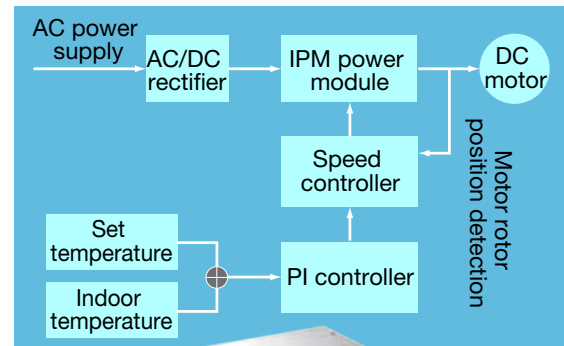 AC power
supply
AC/DC
rectifier
IPM power
module
DC
motor
Speed
controller
Motor rotor
position detection
Set
temperature
PI controller
Indoor
temperature